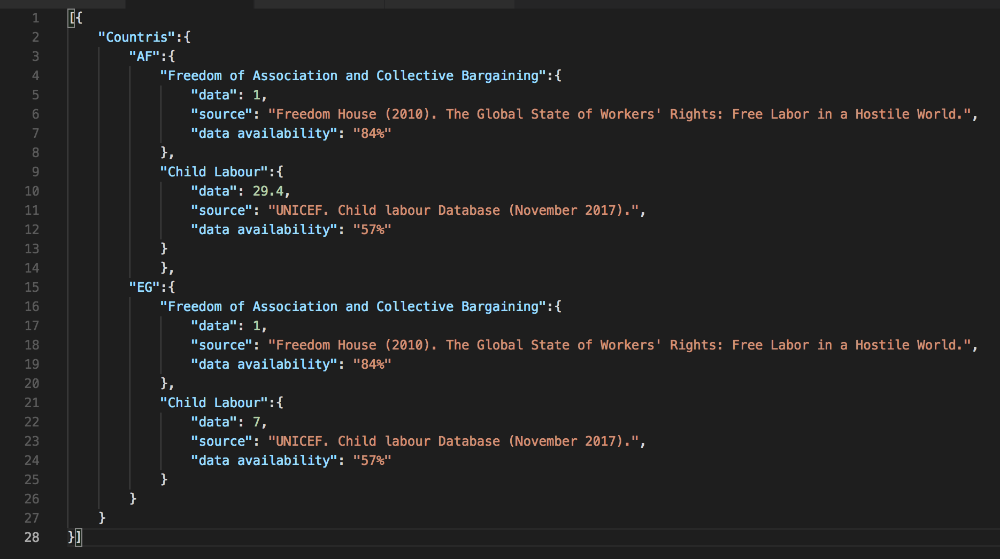 1 [{
2 "Countris":{
3 "AF":{
4 "Freedom of Association and Collective Bargaining":{
5 "data": 1,
6 "source": "Freedom House (2010). The Global State of Workers' Rights: Free Labor in a Hostile World.",
7 "data availability": "84%"
8 },
9 "Child Labour":{
10 "data": 29.4,
11 "source": "UNICEF. Child labour Database (November 2017).",
12 "data availability": "57%"
13 }
14 },
15 "EG":{
16 "Freedom of Association and Collective Bargaining":{
17 "data": 1,
18 "source": "Freedom House (2010). The Global State of Workers' Rights: Free Labor in a Hostile World.",
19 "data availability": "84%"
20 },
21 "Child Labour":{
22 "data": 7,
23 "source": "UNICEF. Child labour Database (November 2017).",
24 "data availability": "57%"
25 }
26 }
27 }
28 }]